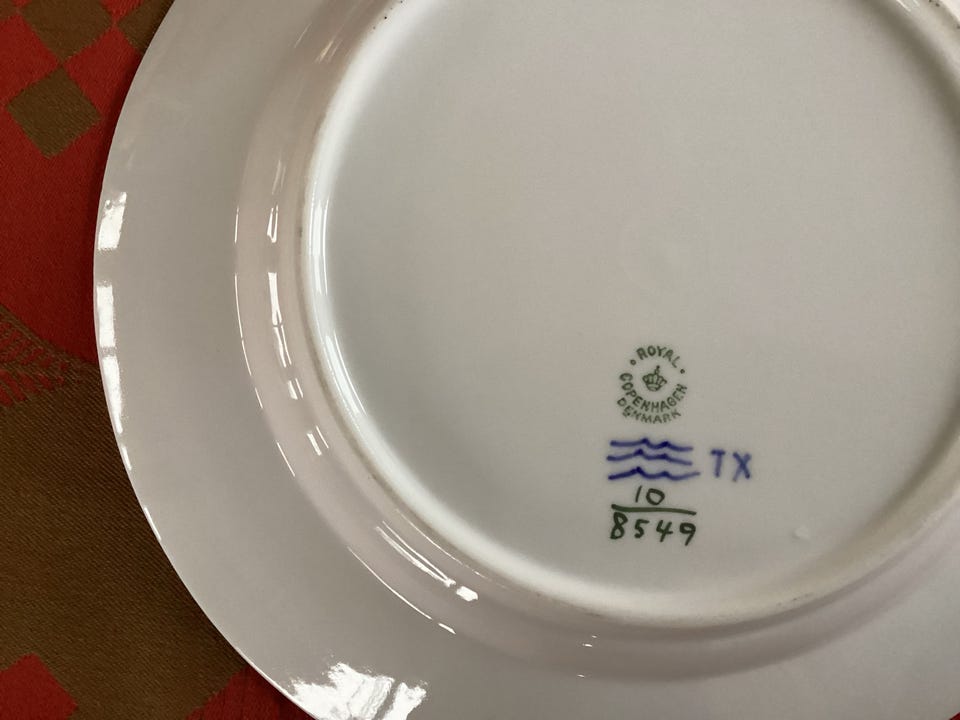 ROYAL
COPENHAGEN
DENMARK
TX
10
8549